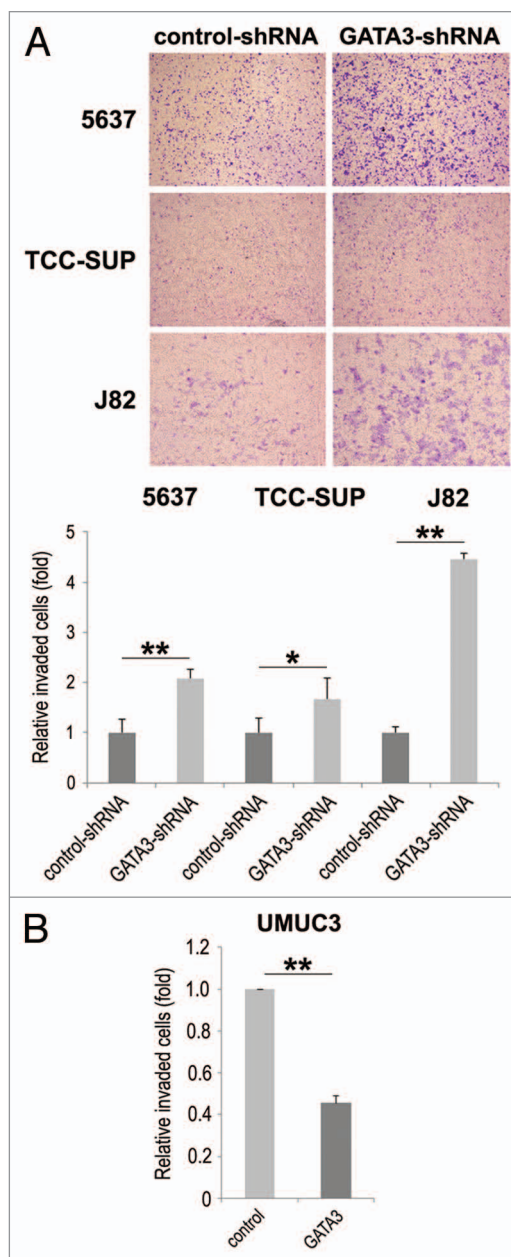 A
control-shRNA GATA3-shRNA
5637
TCC-SUP
J82
5637 TCC-SUP J82
Relative invaded cells (fold)
5
4
3
2
1
0
**
*
**
control-shRNA
GATA3-shRNA
control-shRNA
GATA3-shRNA
control-shRNA
GATA3-shRNA
B
UMUC3
Relative invaded cells (fold)
1.2
1.0
0.8
0.6
0.4
0.2
0
**
control
GATA3